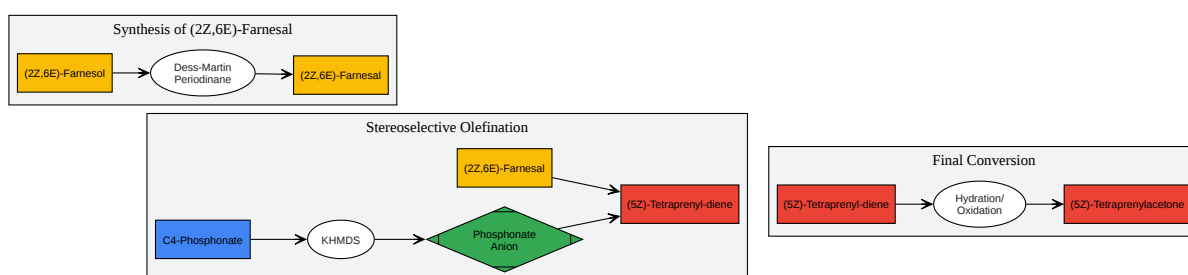 Synthesis of (2Z,6E)-Farnesal
(2Z,6E)-Farnesol
Dess-Martin
Periodinane
(2Z,6E)-Farnesal
Stereoselective Olefination
(2Z,6E)-Farnesal
(5Z)-Tetraprenyl-diene
C4-Phosphonate
KHMDS
Phosphonate
Anion
Final Conversion
(5Z)-Tetraprenyl-diene
Hydration/
Oxidation
(5Z)-Tetraprenylacetone